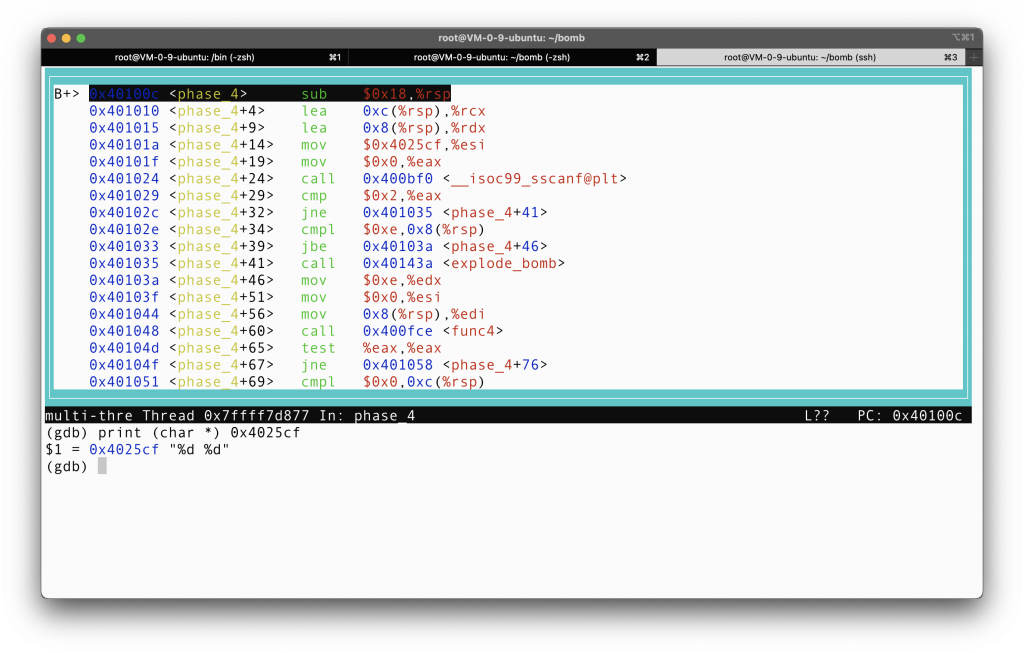 root@VM-0-9-ubuntu: ~/bomb ⌥⌘1
root@VM-0-9-ubuntu: /bin (-zsh) ⌘1 root@VM-0-9-ubuntu: ~/bomb (-zsh) ⌘2 root@VM-0-9-ubuntu: ~/bomb (ssh) ⌘3 +
B+> 0x40100c <phase_4> sub $0x18,%rsp
0x401010 <phase_4+4> lea 0xc(%rsp),%rcx
0x401015 <phase_4+9> lea 0x8(%rsp),%rdx
0x40101a <phase_4+14> mov $0x4025cf,%esi
0x40101f <phase_4+19> mov $0x0,%eax
0x401024 <phase_4+24> call 0x400bf0 <__isoc99_sscanf@plt>
0x401029 <phase_4+29> cmp $0x2,%eax
0x40102c <phase_4+32> jne 0x401035 <phase_4+41>
0x40102e <phase_4+34> cmpl $0xe,0x8(%rsp)
0x401033 <phase_4+39> jbe 0x40103a <phase_4+46>
0x401035 <phase_4+41> call 0x40143a <explode_bomb>
0x40103a <phase_4+46> mov $0xe,%edx
0x40103f <phase_4+51> mov $0x0,%esi
0x401044 <phase_4+56> mov 0x8(%rsp),%edi
0x401048 <phase_4+60> call 0x400fce <func4>
0x40104d <phase_4+65> test %eax,%eax
0x40104f <phase_4+67> jne 0x401058 <phase_4+76>
0x401051 <phase_4+69> cmpl $0x0,0xc(%rsp)
multi-thre Thread 0x7ffff7d877 In: phase_4 L?? PC: 0x40100c
(gdb) print (char *) 0x4025cf
$1 = 0x4025cf "%d %d"
(gdb)